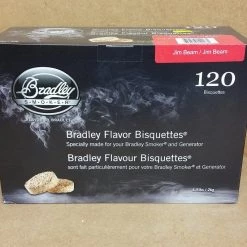 Jim Beam / Jim Beam
Bradley
SMOKER
120
Bisquettes
Bradley Flavor Bisquettes®
Specially made for your Bradley Smoker® and Generator
Bradley Flavour Bisquettes®
sont fait particulièrement pour votre Bradley Smoker® et Generator